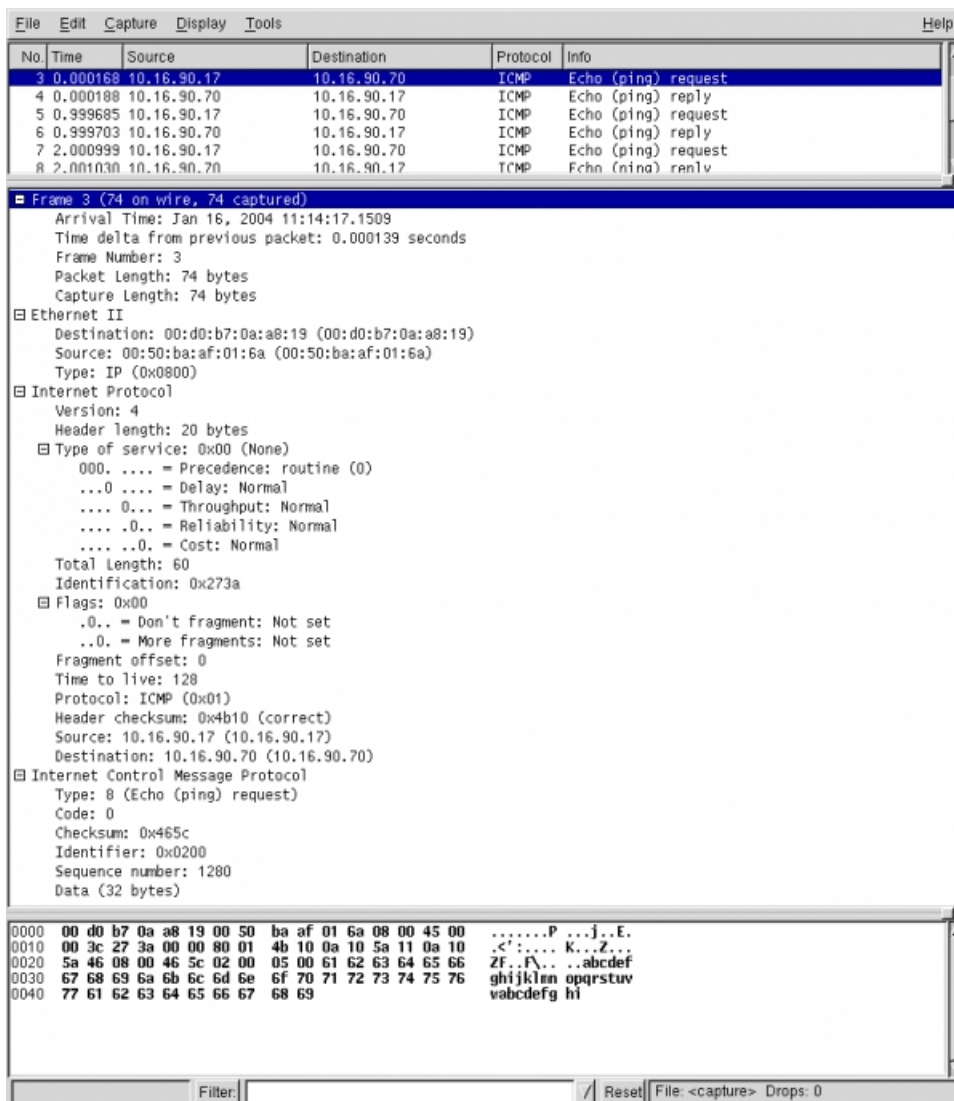 File Edit Capture Display Tools Help
No. Time Source Destination Protocol Info
3 0.000168 10.16.90.17 10.16.90.70 ICMP Echo (ping) request
4 0.000188 10.16.90.70 10.16.90.17 ICMP Echo (ping) reply
5 0.999685 10.16.90.17 10.16.90.70 ICMP Echo (ping) request
6 0.999703 10.16.90.70 10.16.90.17 ICMP Echo (ping) reply
7 2.000999 10.16.90.17 10.16.90.70 ICMP Echo (ping) request
8 2.001030 10.16.90.70 10.16.90.17 ICMP Echo (ping) reply
Frame 3 (74 on wire, 74 captured)
Arrival Time: Jan 16, 2004 11:14:17.1509
Time delta from previous packet: 0.000139 seconds
Frame Number: 3
Packet Length: 74 bytes
Capture Length: 74 bytes
Ethernet II
Destination: 00:d0:b7:0a:a8:19 (00:d0:b7:0a:a8:19)
Source: 00:50:ba:af:01:6a (00:50:ba:af:01:6a)
Type: IP (0x0800)
Internet Protocol
Version: 4
Header length: 20 bytes
Type of service: 0x00 (None)
000. .... = Precedence: routine (0)
...0 .... = Delay: Normal
.... 0... = Throughput: Normal
.... .0.. = Reliability: Normal
.... ..0. = Cost: Normal
Total Length: 60
Identification: 0x273a
Flags: 0x00
.0.. = Don't fragment: Not set
..0. = More fragments: Not set
Fragment offset: 0
Time to live: 128
Protocol: ICMP (0x01)
Header checksum: 0x4b10 (correct)
Source: 10.16.90.17 (10.16.90.17)
Destination: 10.16.90.70 (10.16.90.70)
Internet Control Message Protocol
Type: 8 (Echo (ping) request)
Code: 0
Checksum: 0x465c
Identifier: 0x0200
Sequence number: 1280
Data (32 bytes)
0000 00 d0 b7 0a a8 19 00 50 ba af 01 6a 08 00 45 00 .......P ...j..E.
0010 00 3c 27 3a 00 00 80 01 4b 10 0a 10 5a 11 0a 10 .<':.... K...Z...
0020 5a 46 08 00 46 5c 02 00 05 00 61 62 63 64 65 66 ZF..F\.. ..abcdef
0030 67 68 69 6a 6b 6c 6d 6e 6f 70 71 72 73 74 75 76 ghijklmn opqrstuv
0040 77 61 62 63 64 65 66 67 68 69 wabcdefg hi
Filter: / Reset File: <capture> Drops: 0